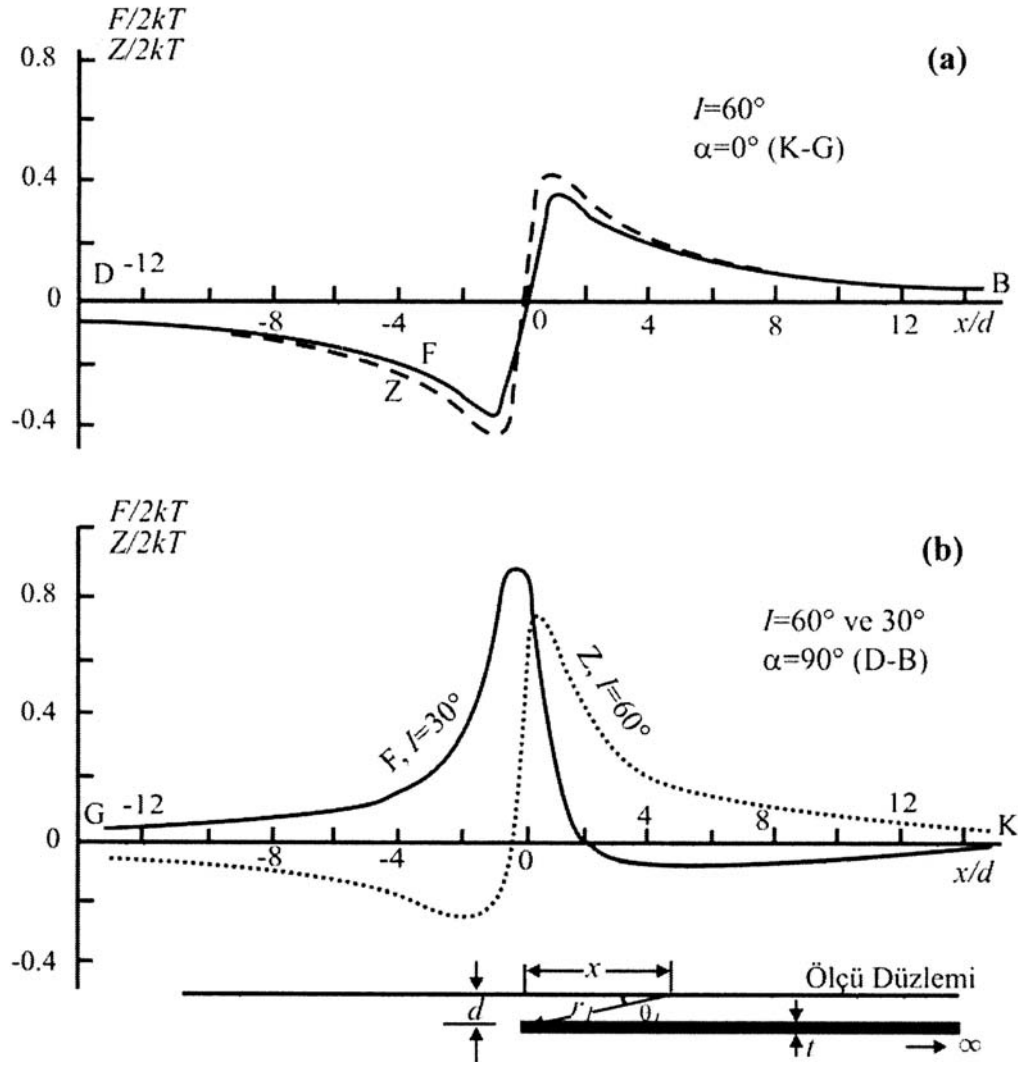 F/2kT
Z/2kT
0.8
(a)
I=60°
α=0° (K-G)
0.4
D -12
B
0
-8 -4 0 4 8 12 x/d
F
Z
-0.4
F/2kT
Z/2kT
(b)
0.8
I=60° ve 30°
α=90° (D-B)
Z, I=60°
0.4
F, I=30°
G -12
4 8 12
K
0
-8 -4 0
x/d
-0.4
x
Ölçü Düzlemi
d r₁ θ₁
t → ∞